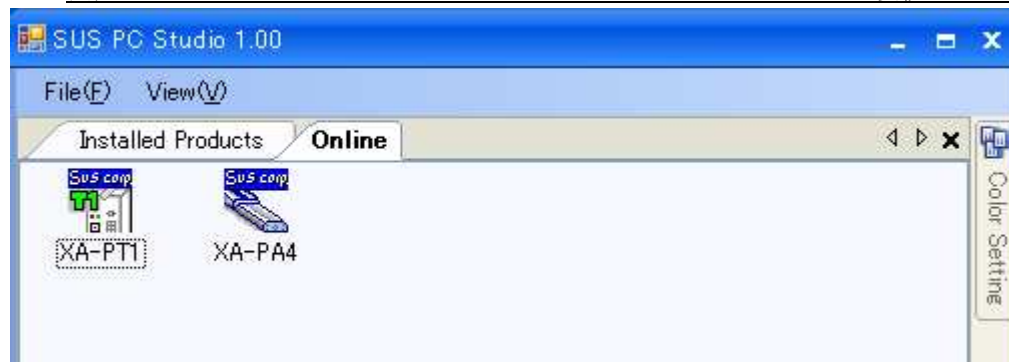 SUS PC Studio 1.00
File(F) View(V)
Installed Products Online
SUS corp SUS corp
T1
XA-PT1 XA-PA4
Color Setting